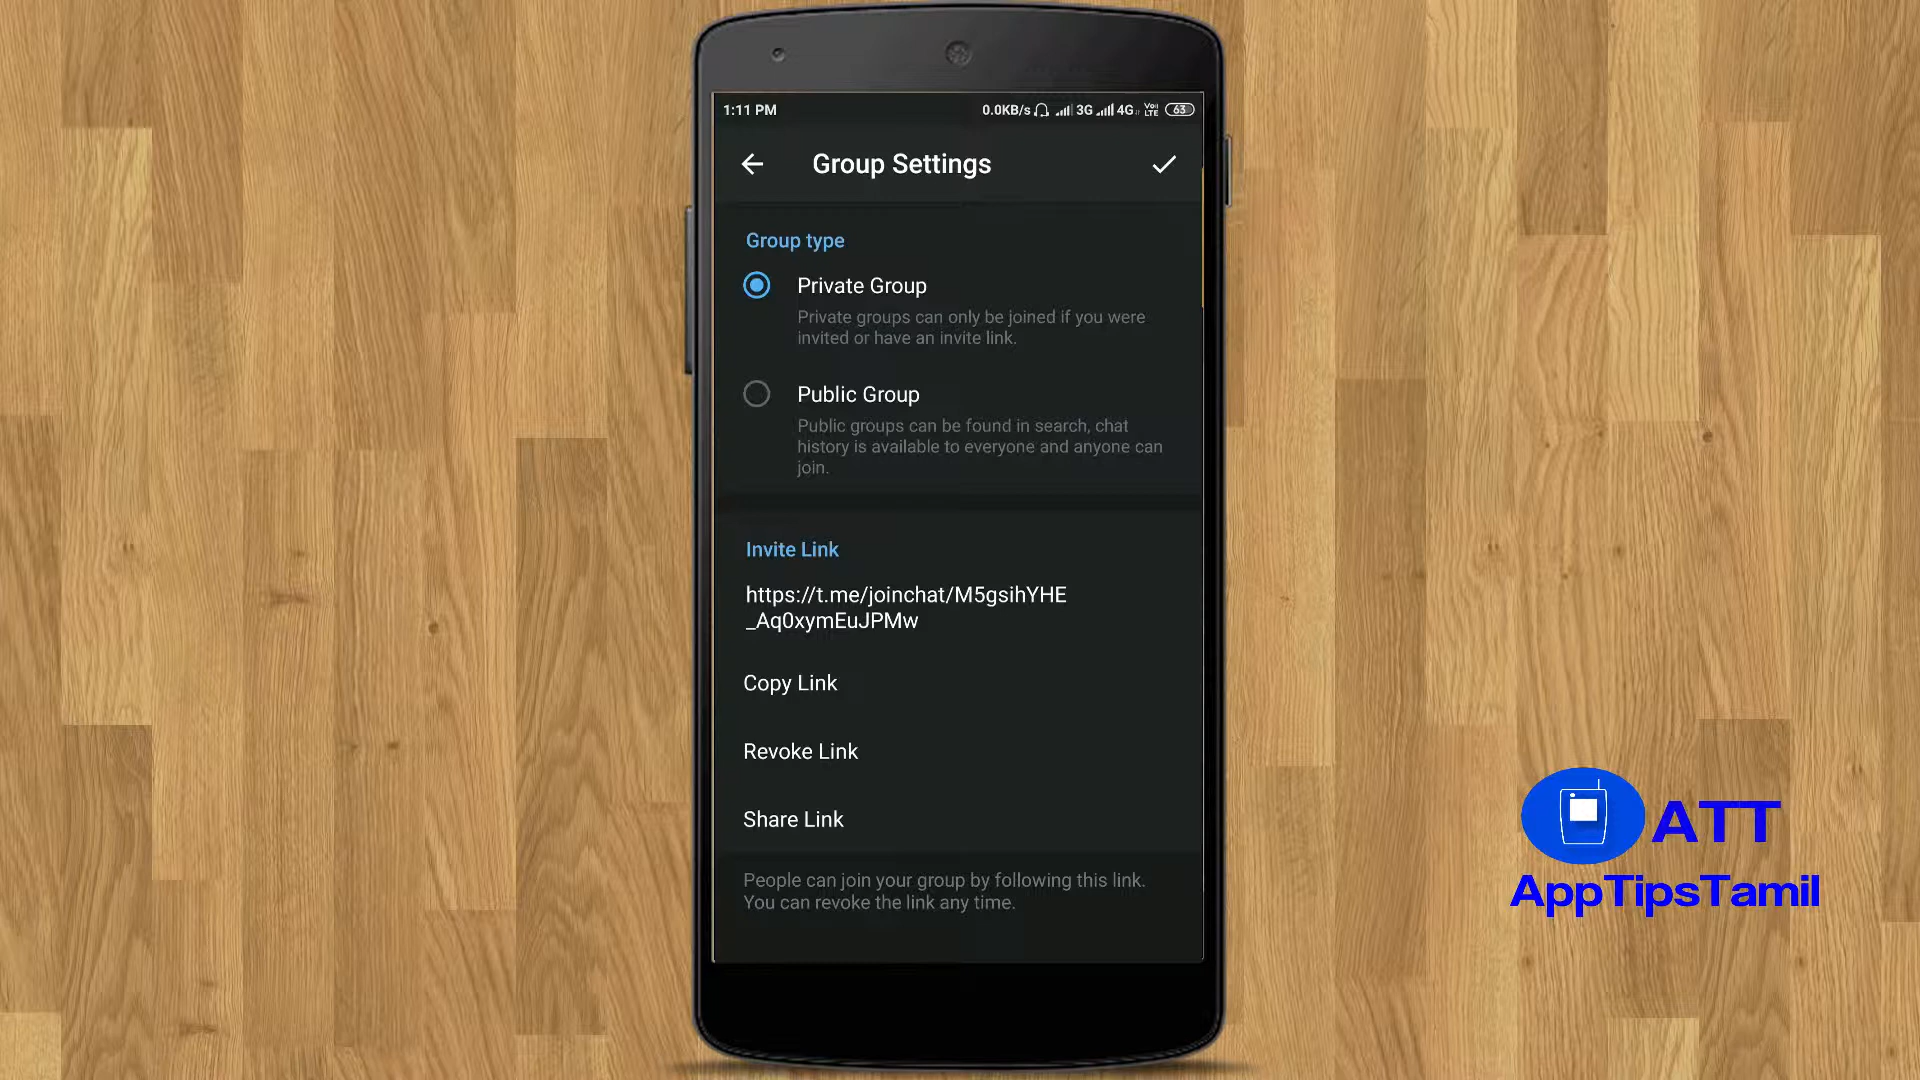 1:11 PM
0.0KB/s 3G 4G Vo) LTE 63
Group Settings
Group type
Private Group
Private groups can only be joined if you were
invited or have an invite link.
Public Group
Public groups can be found in search, chat
history is available to everyone and anyone can
join.
Invite Link
https://t.me/joinchat/M5gsihYHE
_Aq0xymEuJPMw
Copy Link
Revoke Link
Share Link
People can join your group by following this link.
You can revoke the link any time.
ATT
AppTipsTamil